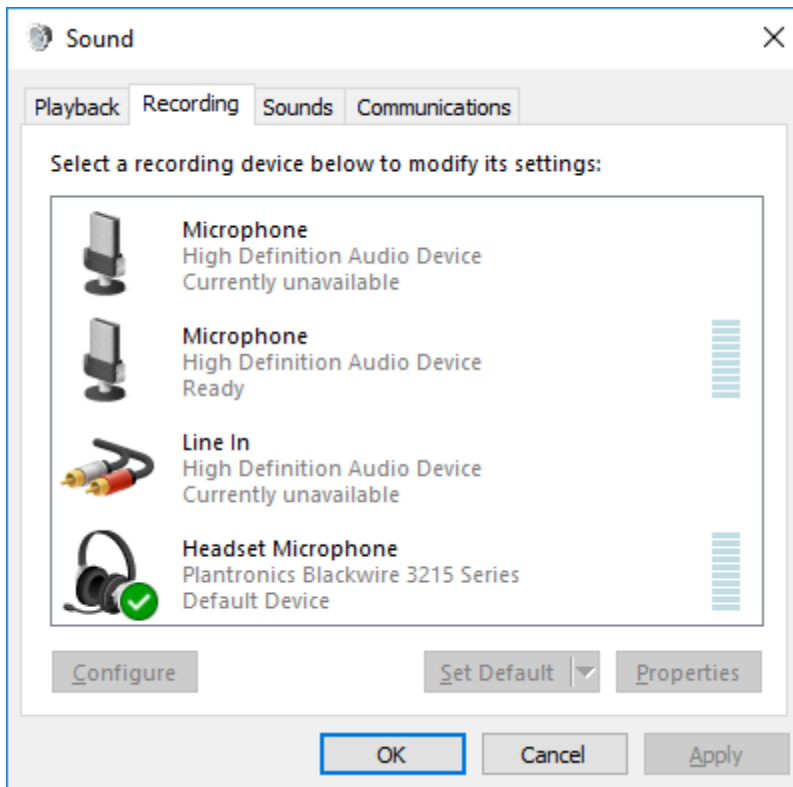 Sound
Playback Recording Sounds Communications
Select a recording device below to modify its settings:
Microphone
High Definition Audio Device
Currently unavailable
Microphone
High Definition Audio Device
Ready
Line In
High Definition Audio Device
Currently unavailable
Headset Microphone
Plantronics Blackwire 3215 Series
Default Device
Configure Set Default Properties
OK Cancel Apply